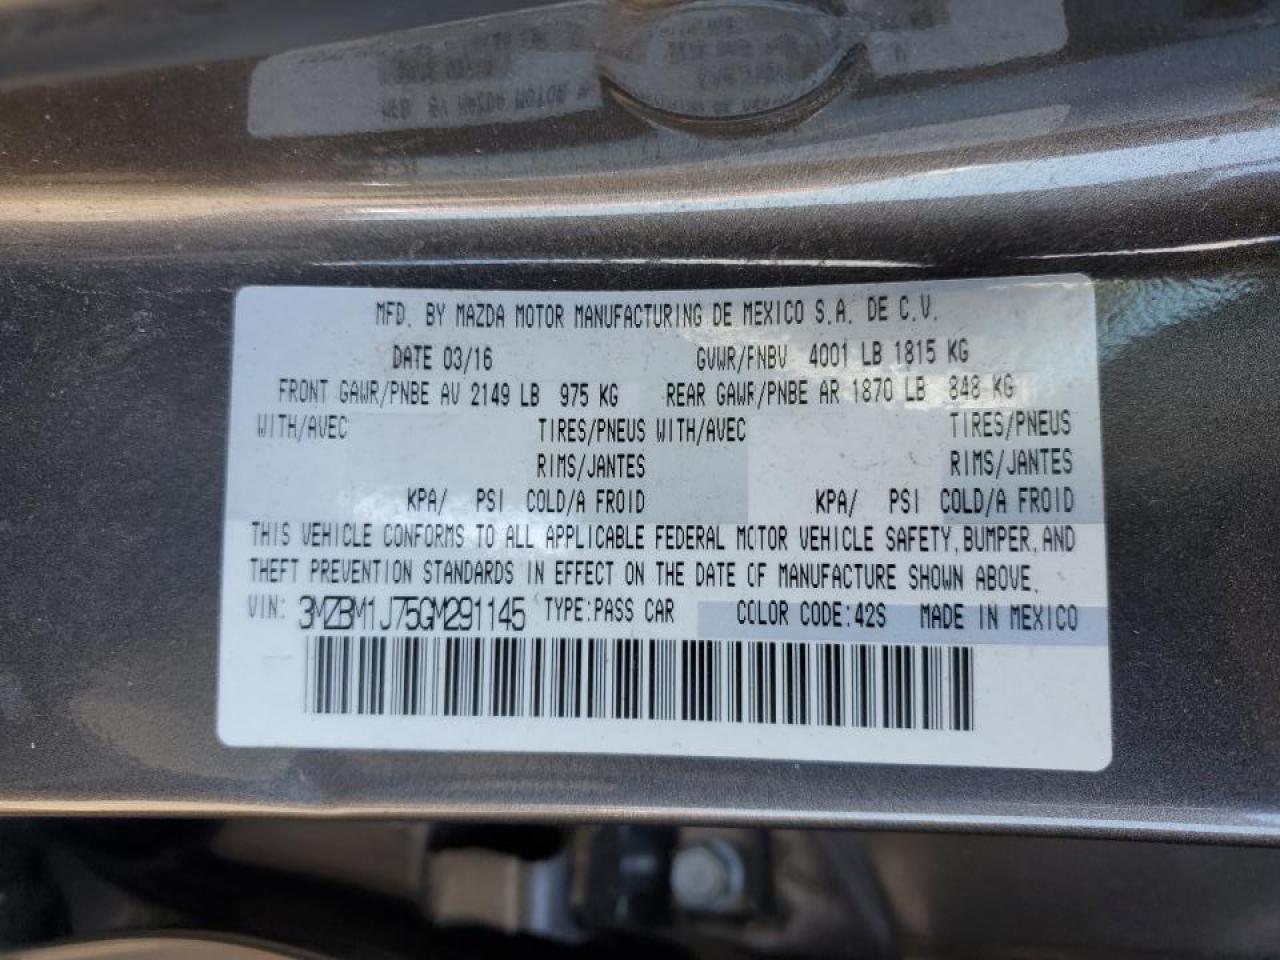 MFD. BY MAZDA MOTOR MANUFACTURING DE MEXICO S.A. DE C.V.
DATE 03/16 GVWR/PNBV 4001 LB 1815 KG
FRONT GAWR/PNBE AV 2149 LB 975 KG REAR GAWR/PNBE AR 1870 LB 848 KG
WITH/AVEC TIRES/PNEUS WITH/AVEC TIRES/PNEUS
RIMS/JANTES RIMS/JANTES
KPA/ PSI COLD/A FROID KPA/ PSI COLD/A FROID
THIS VEHICLE CONFORMS TO ALL APPLICABLE FEDERAL MOTOR VEHICLE SAFETY, BUMPER, AND
THEFT PREVENTION STANDARDS IN EFFECT ON THE DATE OF MANUFACTURE SHOWN ABOVE.
VIN: 3MZBM1J75GM291145 TYPE:PASS CAR COLOR CODE:42S MADE IN MEXICO